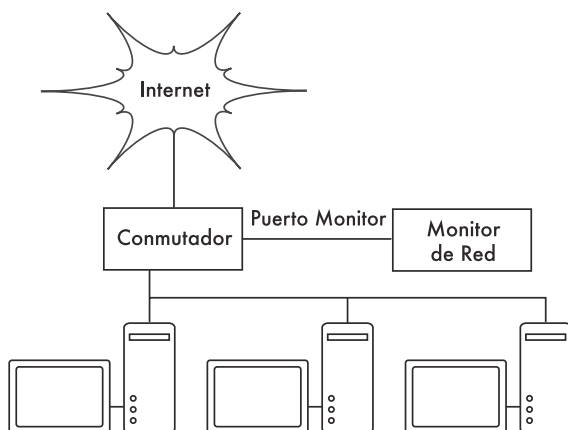 Internet
Puerto Monitor
Conmutador
Monitor
de Red